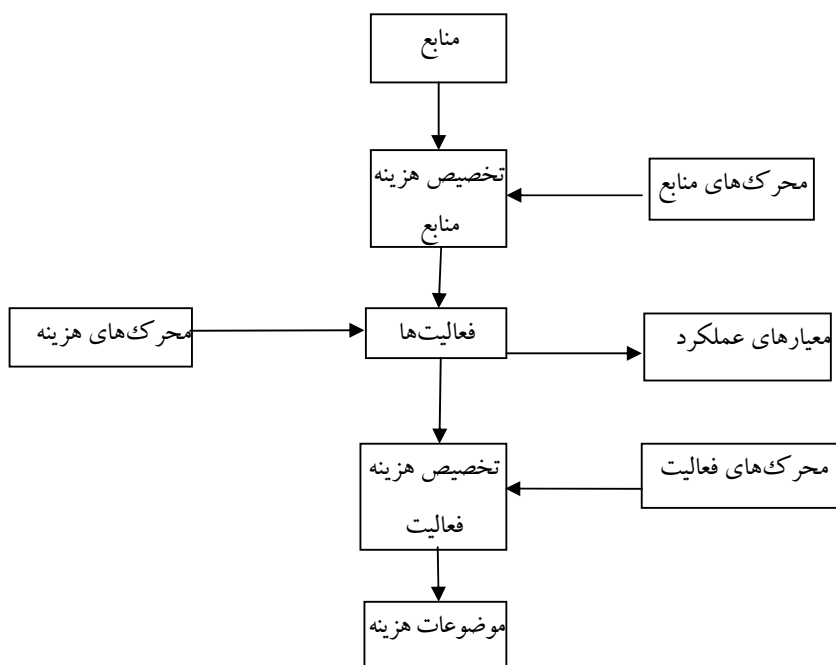 منابع
تخصیص هزینه
منابع
محرک‌های منابع
محرک‌های هزینه
فعالیت‌ها
معیارهای عملکرد
تخصیص هزینه
فعالیت
محرک‌های فعالیت
موضوعات هزینه